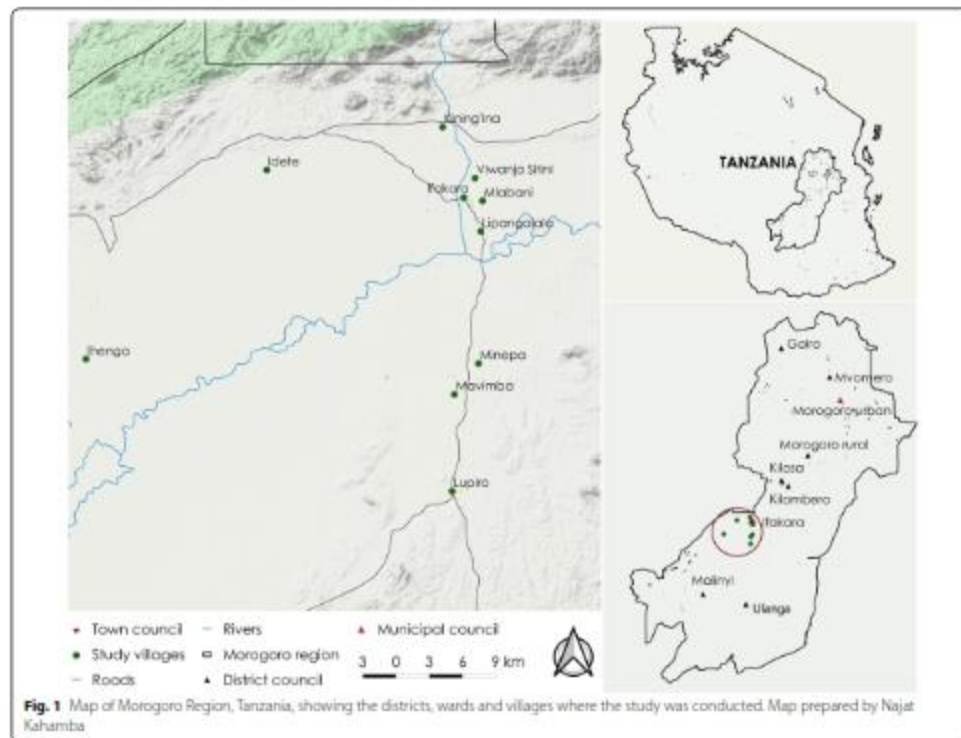 Kining'ina
Idete
Viwanja Sitini
Ifakara
Mlabani
Lipangalala
Ihenga
Minepa
Mavimba
Lupiro
TANZANIA
Gairo
Mvomero
Morogoro urban
Morogoro rural
Kilosa
Kilombero
Ifakara
Malinyi
Ulanga
Town council
Rivers
Municipal council
Study villages
Morogoro region
3 0 3 6 9 km
Roads
District council
Fig. 1 Map of Morogoro Region, Tanzania, showing the districts, wards and villages where the study was conducted. Map prepared by Najat
Kahamba